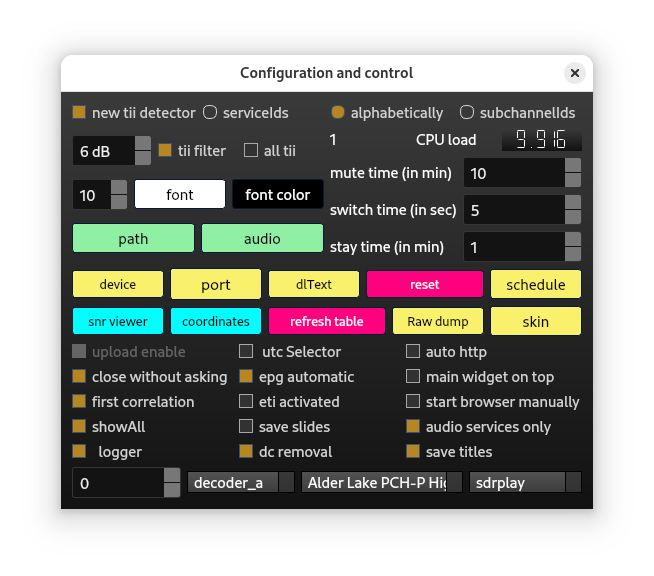 Configuration and control
new tii detector serviceIds alphabetically subchannelIds
6 dB tii filter all tii 1 CPU load 9.916
mute time (in min) 10
10 font font color
switch time (in sec) 5
path audio stay time (in min) 1
device port dlText reset schedule
snr viewer coordinates refresh table Raw dump skin
upload enable utc Selector auto http
close without asking epg automatic main widget on top
first correlation eti activated start browser manually
showAll save slides audio services only
logger dc removal save titles
0 decoder_a Alder Lake PCH-P Hig sdrplay